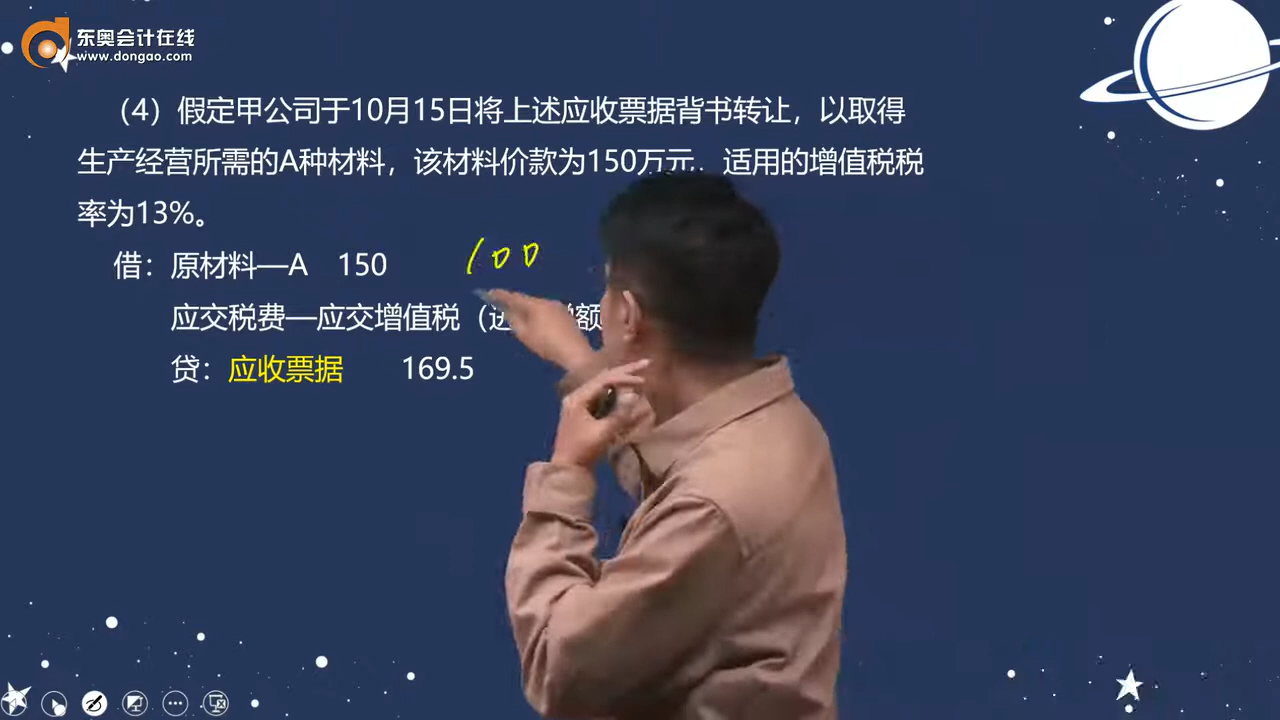 东奥会计在线
www.dongao.com
（4）假定甲公司于10月15日将上述应收票据背书转让，以取得
生产经营所需的A种材料，该材料价款为150万元，适用的增值税税
率为13%。
借：原材料—A 150 100
应交税费—应交增值税（进 额
贷：应收票据 169.5